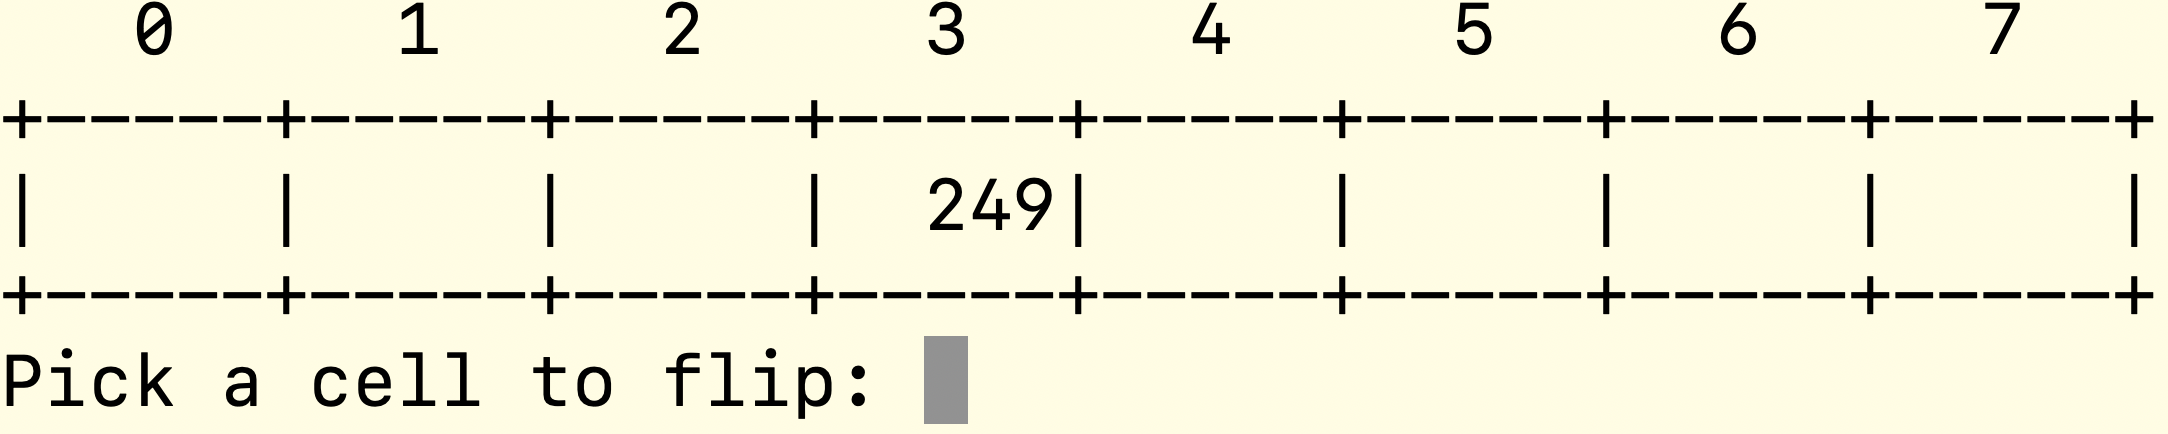 0     1     2     3     4     5     6     7
+-----+-----+-----+-----+-----+-----+-----+-----+
|     |     |     |  249|     |     |     |     |
+-----+-----+-----+-----+-----+-----+-----+-----+
Pick a cell to flip: